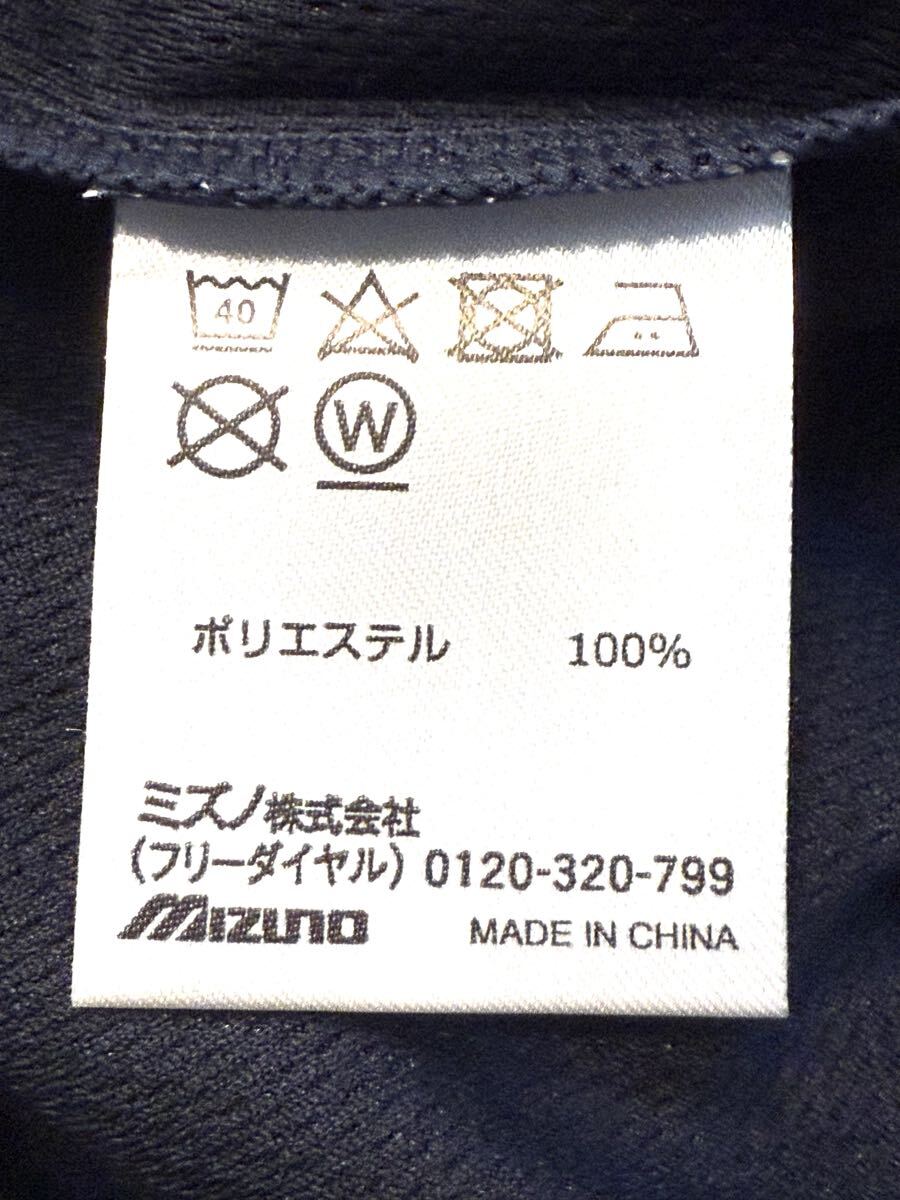 40
W
ポリエステル 100%
ミズノ株式会社
(フリーダイヤル) 0120-320-799
MIZUNO MADE IN CHINA